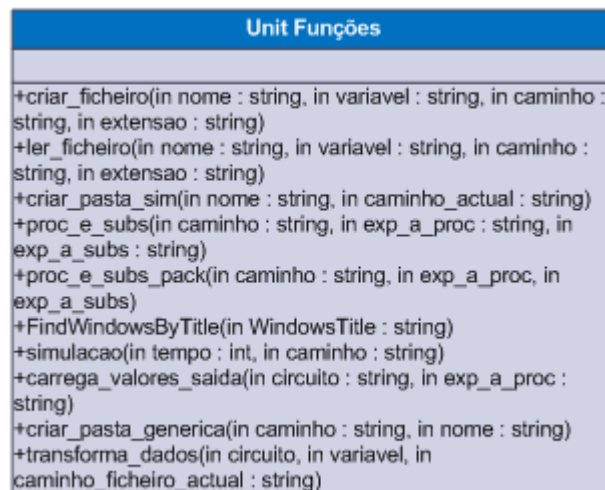 Unit Funções
+criar_ficheiro(in nome : string, in variavel : string, in caminho :
string, in extensao : string)
+ler_ficheiro(in nome : string, in variavel : string, in caminho :
string, in extensao : string)
+criar_pasta_sim(in nome : string, in caminho_actual : string)
+proc_e_subs(in caminho : string, in exp_a_proc : string, in
exp_a_subs : string)
+proc_e_subs_pack(in caminho : string, in exp_a_proc, in
exp_a_subs)
+FindWindowsByTitle(in WindowsTitle : string)
+simulacao(in tempo : int, in caminho : string)
+carrega_valores_saida(in circuito : string, in exp_a_proc :
string)
+criar_pasta_generica(in caminho : string, in nome : string)
+transforma_dados(in circuito, in variavel, in
caminho_ficheiro_actual : string)